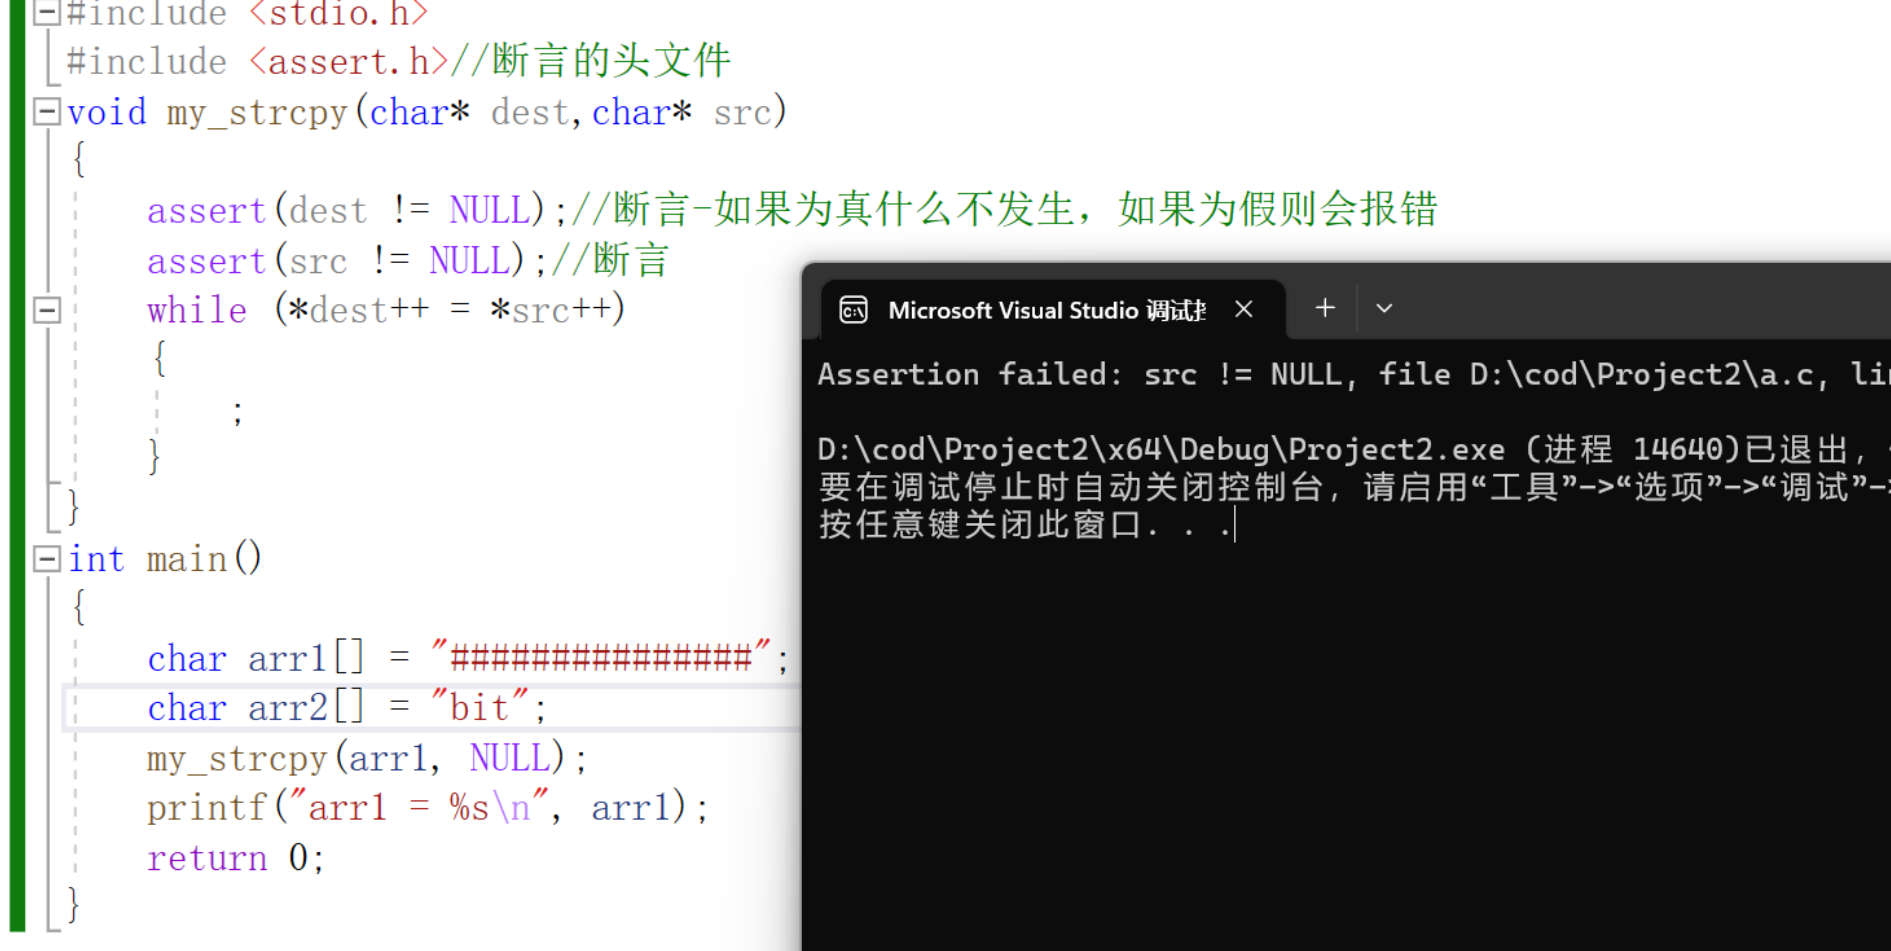 #include <stdio.h>
#include <assert.h>//断言的头文件
void my_strcpy(char* dest,char* src)
{
assert(dest != NULL);//断言-如果为真什么不发生，如果为假则会报错
assert(src != NULL);//断言
while (*dest++ = *src++)
{
;
}
}
int main()
{
char arr1[] = "###############";
char arr2[] = "bit";
my_strcpy(arr1, NULL);
printf("arr1 = %s\n", arr1);
return 0;
}
Microsoft Visual Studio 调试
Assertion failed: src != NULL, file D:\cod\Project2\a.c,
D:\cod\Project2\x64\Debug\Project2.exe (进程 14640)已退出，
要在调试停止时自动关闭控制台，请启用“工具”->“选项”->“调试”->
按任意键关闭此窗口. . .